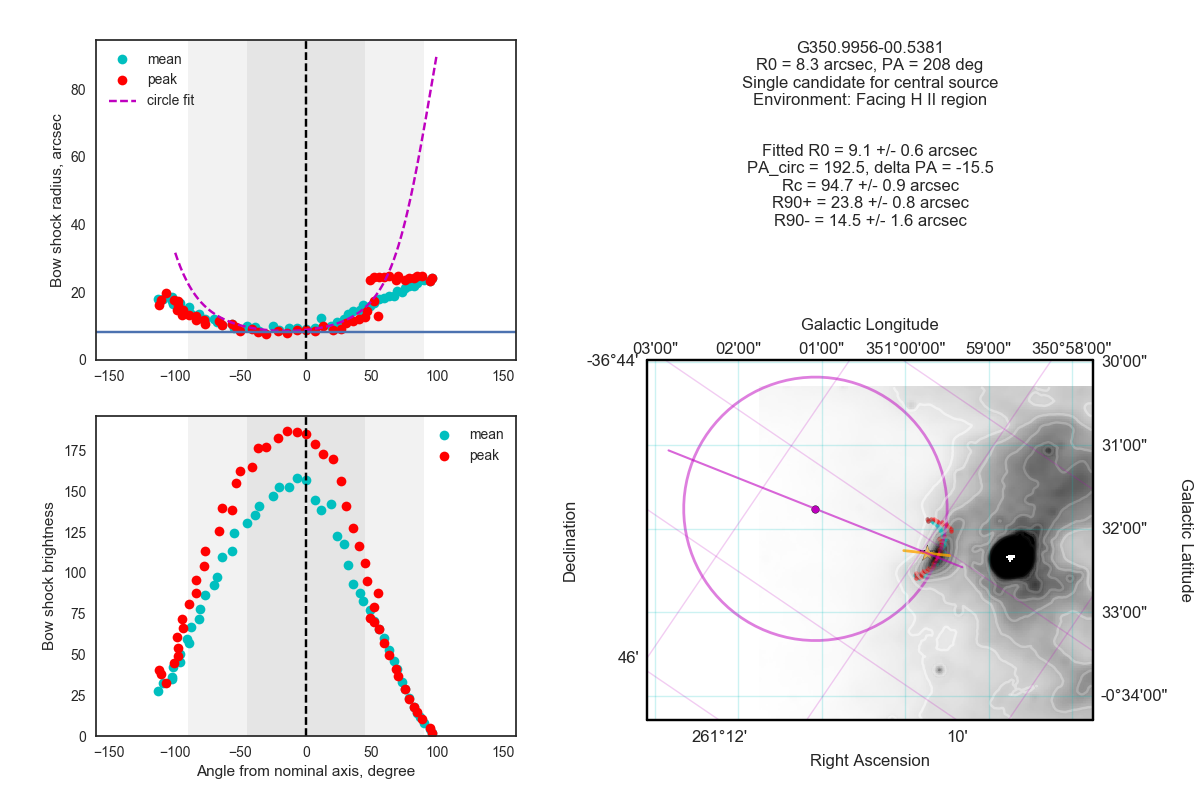 mean
peak
circle fit
Bow shock radius, arcsec
80
60
40
20
0
−150
−100
−50
0
50
100
150
mean
peak
Bow shock brightness
175
150
125
100
75
50
25
0
−150
−100
−50
0
50
100
150
Angle from nominal axis, degree
G350.9956-00.5381
R0 = 8.3 arcsec, PA = 208 deg
Single candidate for central source
Environment: Facing H II region
Fitted R0 = 9.1 +/- 0.6 arcsec
PA_circ = 192.5, delta PA = -15.5
Rc = 94.7 +/- 0.9 arcsec
R90+ = 23.8 +/- 0.8 arcsec
R90- = 14.5 +/- 1.6 arcsec
Galactic Longitude
03'00"
02'00"
01'00"
351°00'00"
59'00"
350°58'00"
-36°44'
46'
30'00"
31'00"
32'00"
33'00"
-0°34'00"
Declination
Galactic Latitude
261°12'
10'
Right Ascension